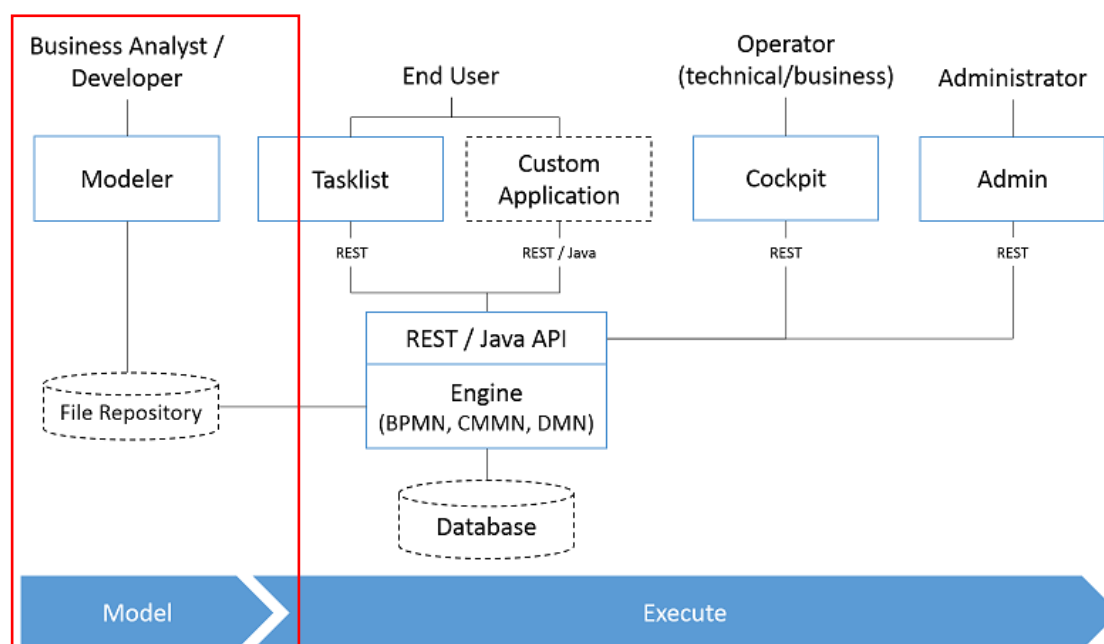 Business Analyst /
Developer
End User
Operator
(technical/business)
Administrator
Modeler
Tasklist
Custom
Application
Cockpit
Admin
REST
REST / Java
REST
REST
REST / Java API
Engine
(BPMN, CMMN, DMN)
File Repository
Database
Model
Execute